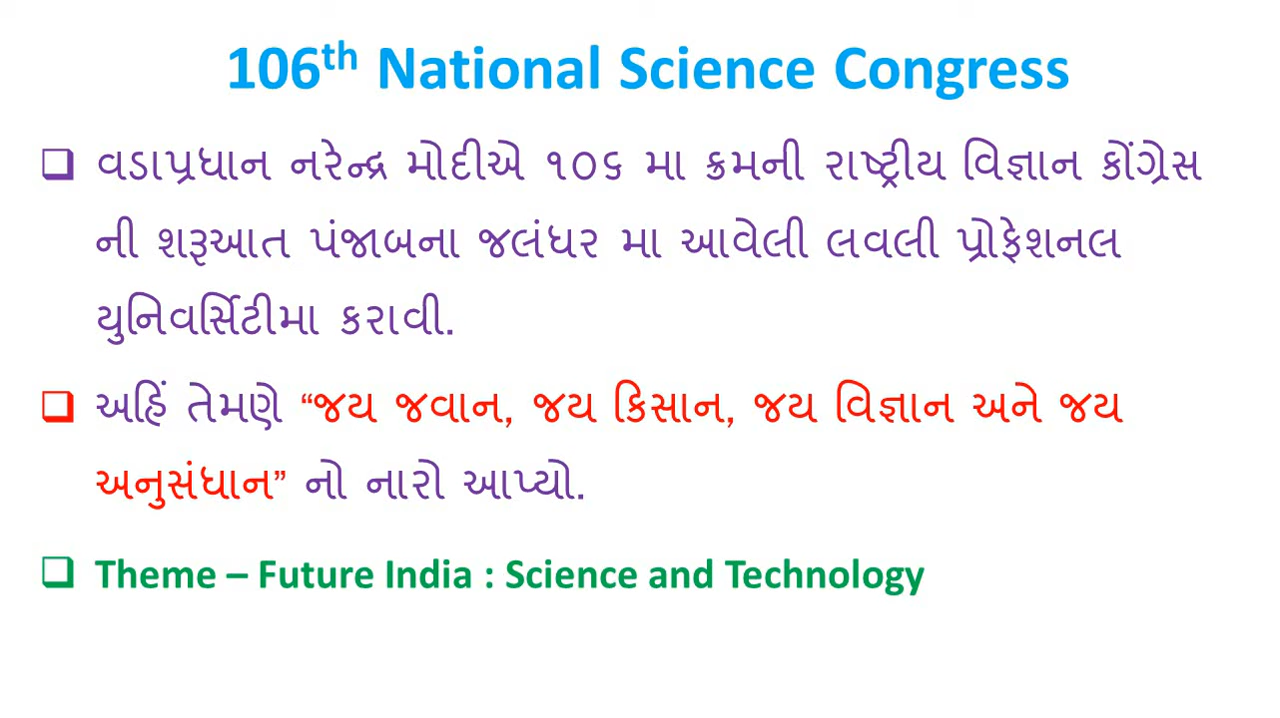 106th National Science Congress
વડાપ્રધાન નરેન્દ્ર મોદીએ ૧૦૬ મા ક્રમની રાષ્ટ્રીય વિજ્ઞાન કોંગ્રેસ
ની શરૂઆત પંજાબના જલંધર મા આવેલી લવલી પ્રોફેશનલ
યુનિવર્સિટીમા કરાવી.
અહિં તેમણે “જય જવાન, જય કિસાન, જય વિજ્ઞાન અને જય
અનુસંધાન” નો નારો આપ્યો.
Theme – Future India : Science and Technology